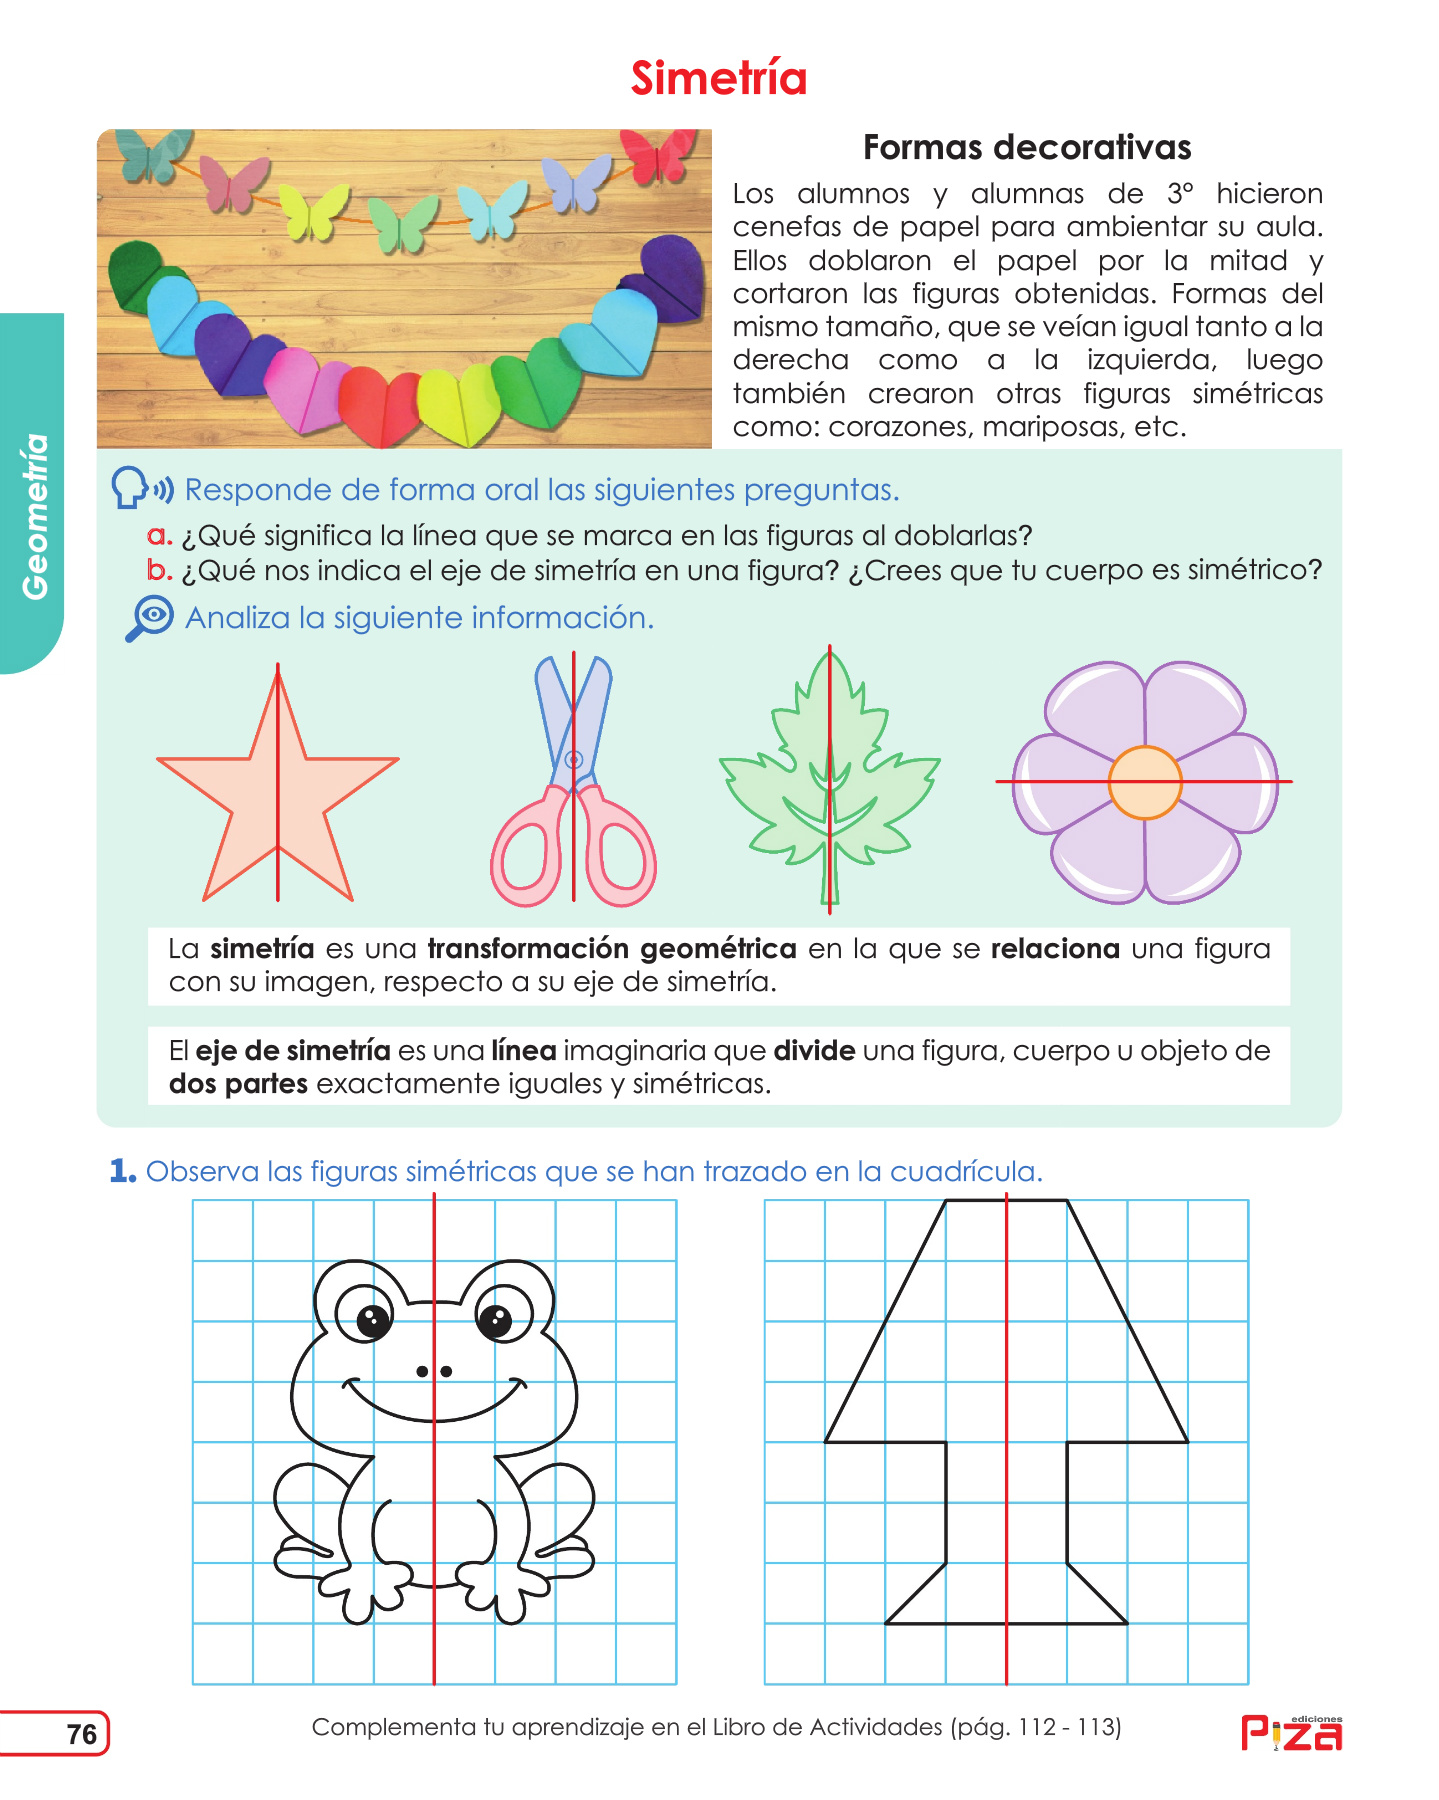 Simetría
Formas decorativas
Los alumnos y alumnas de 3° hicieron
cenefas de papel para ambientar su aula.
Ellos doblaron el papel por la mitad y
cortaron las figuras obtenidas. Formas del
mismo tamaño, que se veían igual tanto a la
derecha como a la izquierda, luego
también crearon otras figuras simétricas
como: corazones, mariposas, etc.
Geometría
Responde de forma oral las siguientes preguntas.
a. ¿Qué significa la línea que se marca en las figuras al doblarlas?
b. ¿Qué nos indica el eje de simetría en una figura? ¿Crees que tu cuerpo es simétrico?
Analiza la siguiente información.
La simetría es una transformación geométrica en la que se relaciona una figura
con su imagen, respecto a su eje de simetría.
El eje de simetría es una línea imaginaria que divide una figura, cuerpo u objeto de
dos partes exactamente iguales y simétricas.
1. Observa las figuras simétricas que se han trazado en la cuadrícula.
76
Complementa tu aprendizaje en el Libro de Actividades (pág. 112 - 113)
ediciones
Piza